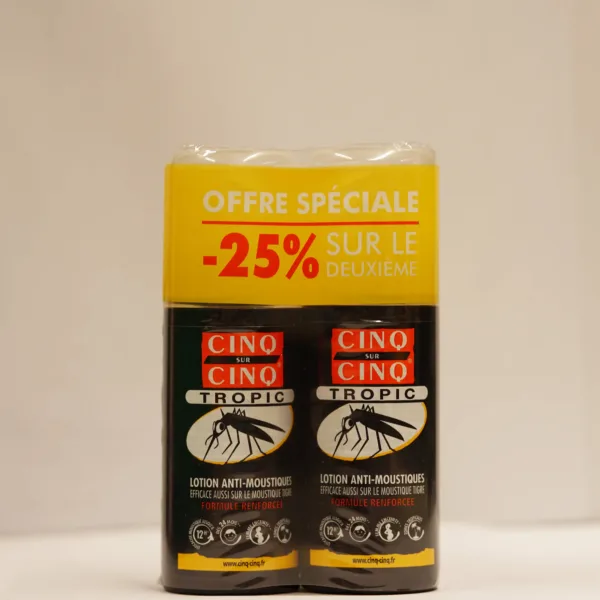 OFFRE SPÉCIALE
-25% SUR LE
DEUXIÈME
CINQ
SUR
CINQ
TROPIC
LOTION ANTI-MOUSTIQUES
EFFICACE AUSSI SUR LE MOUSTIQUE TIGRE
FORMULE RENFORCÉE
12H
www.cinq-cinq.fr
CINQ
SUR
CINQ
TROPIC
LOTION ANTI-MOUSTIQUES
EFFICACE AUSSI SUR LE MOUSTIQUE TIGRE
FORMULE RENFORCÉE
12H
www.cinq-cinq.fr